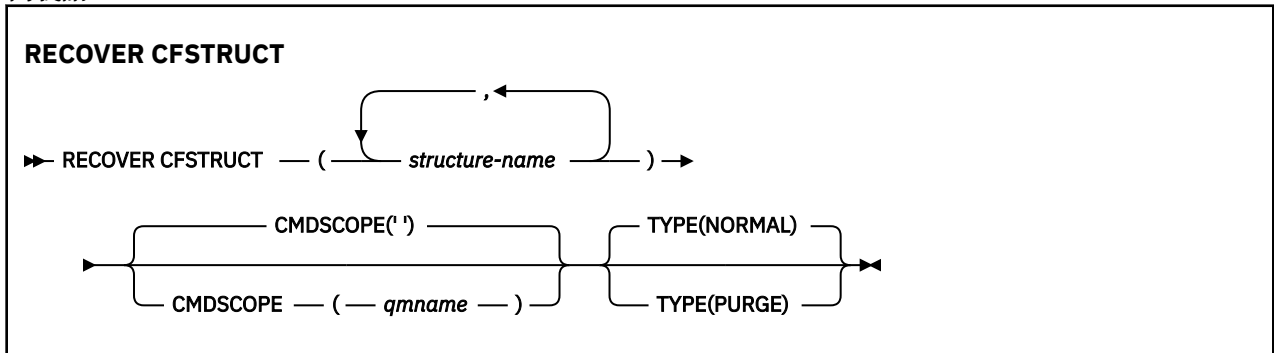 RECOVER CFSTRUCT
,
RECOVER CFSTRUCT ( structure-name )
CMDSCOPE(' ') TYPE(NORMAL)
CMDSCOPE ( qmname ) TYPE(PURGE)